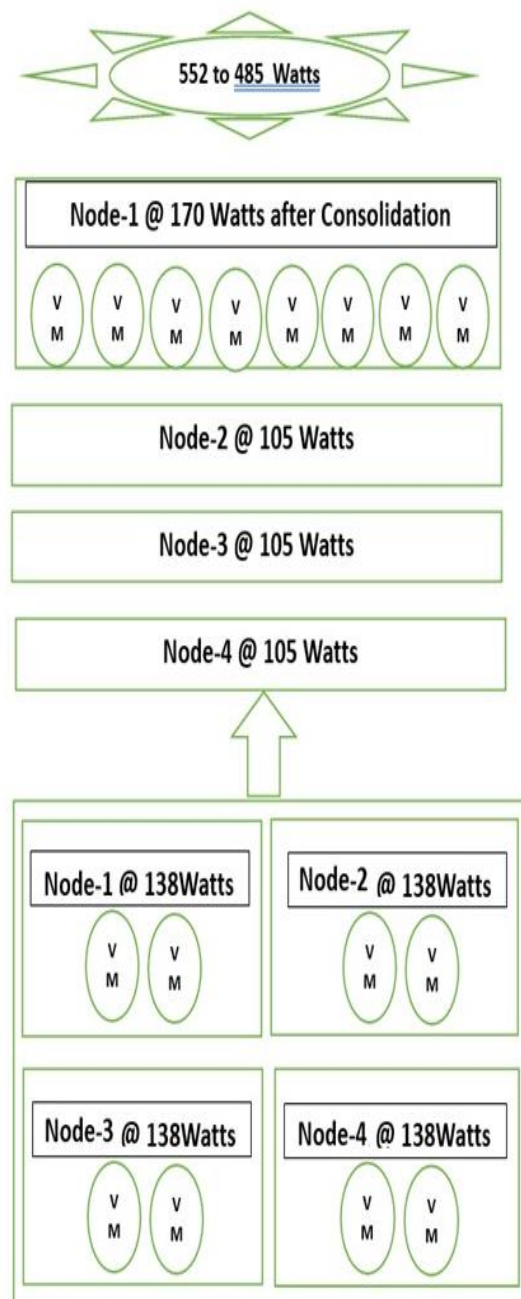 552 to 485 Watts
Node-1 @ 170 Watts after Consolidation
V V V V V V V V
M M M M M M M M
Node-2 @ 105 Watts
Node-3 @ 105 Watts
Node-4 @ 105 Watts
Node-1 @ 138Watts
V V
M M
Node-2 @ 138Watts
V V
M M
Node-3 @ 138Watts
V V
M M
Node-4 @ 138Watts
V V
M M